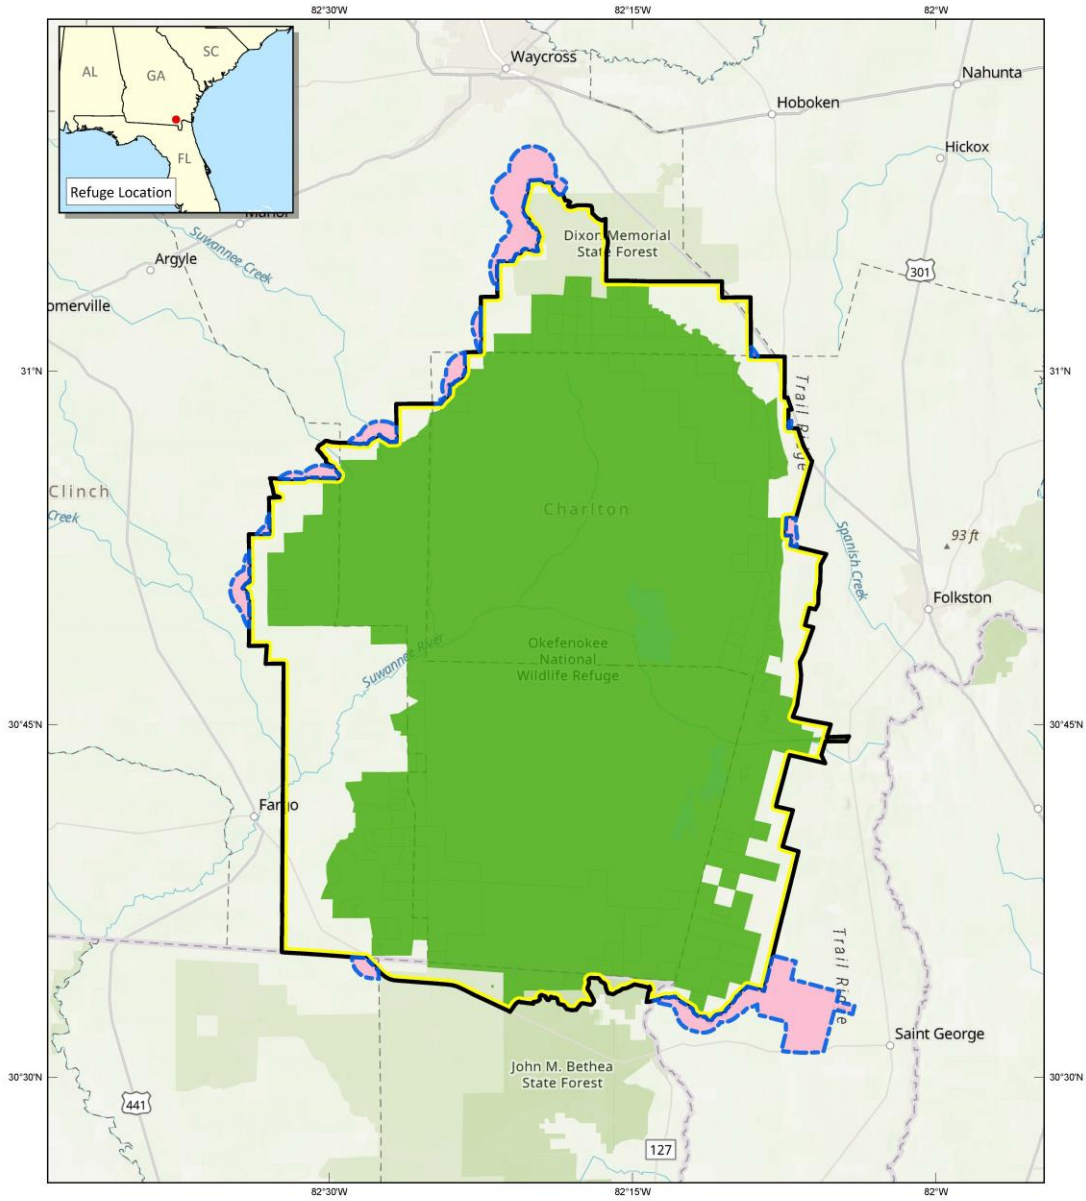 82°30'W
82°15'W
82°W
SC
AL
GA
FL
Refuge Location
Waycross
Nahunta
Hoboken
Hickox
Manor
Suwannee Creek
Argyle
Dixon Memorial
State Forest
301
omerville
31°N
31°N
Trail Ridge
Clinch
Creek
Charlton
Spanish Creek
93 ft
Folkston
Okefenokee
National
Wildlife Refuge
Suwannee River
30°45'N
30°45'N
Fargo
Trail Ridge
Saint George
John M. Bethea
State Forest
30°30'N
30°30'N
441
127
82°30'W
82°15'W
82°W